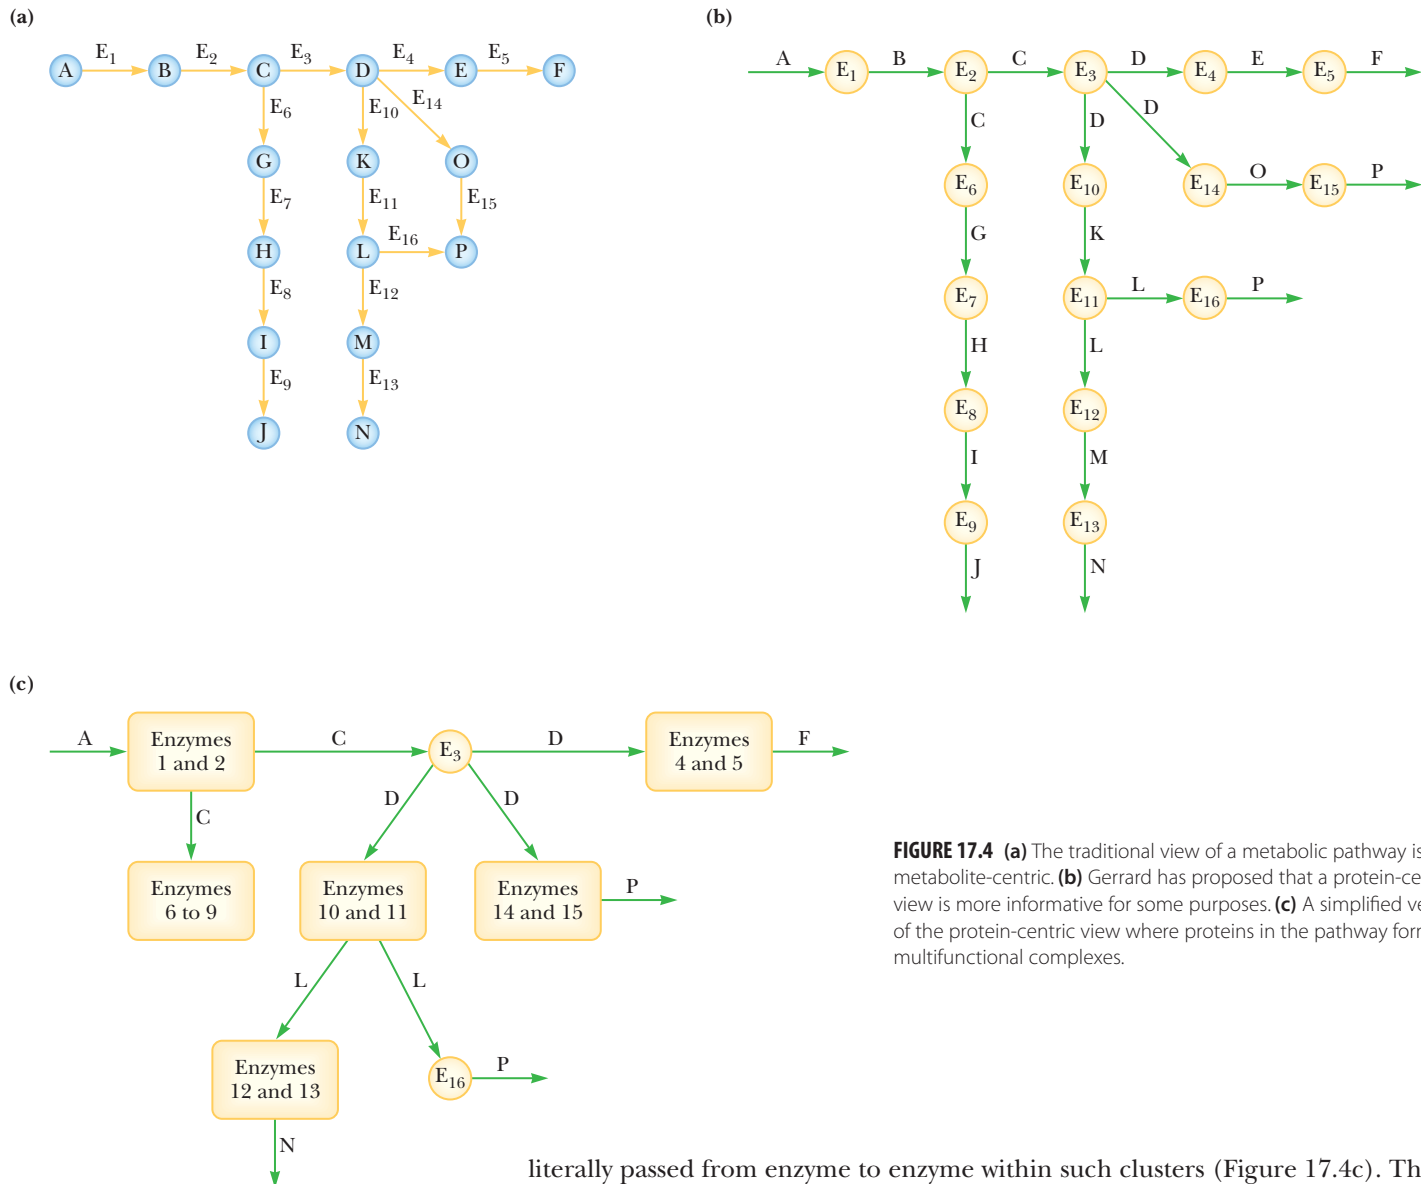 (a)
A E1 B E2 C E3 D E4 E E5 F
E6 E10 E14
G K O
E7 E11 E15
H L E16 P
E8 E12
I M
E9 E13
J N
(b)
A E1 B E2 C E3 D E4 E E5 F
C D D
E6 E10 E14 O E15 P
G K
E7 E11 L E16 P
H L
E8 E12
I M
E9 E13
J N
(c)
A Enzymes 1 and 2 C E3 D Enzymes 4 and 5 F
C D D
Enzymes 6 to 9
Enzymes 10 and 11
Enzymes 14 and 15 P
L L
Enzymes 12 and 13
E16 P
N
FIGURE 17.4 (a) The traditional view of a metabolic pathway is
metabolite-centric. (b) Gerrard has proposed that a protein-ce
view is more informative for some purposes. (c) A simplified ve
of the protein-centric view where proteins in the pathway for
multifunctional complexes.
literally passed from enzyme to enzyme within such clusters (Figure 17.4c). Th